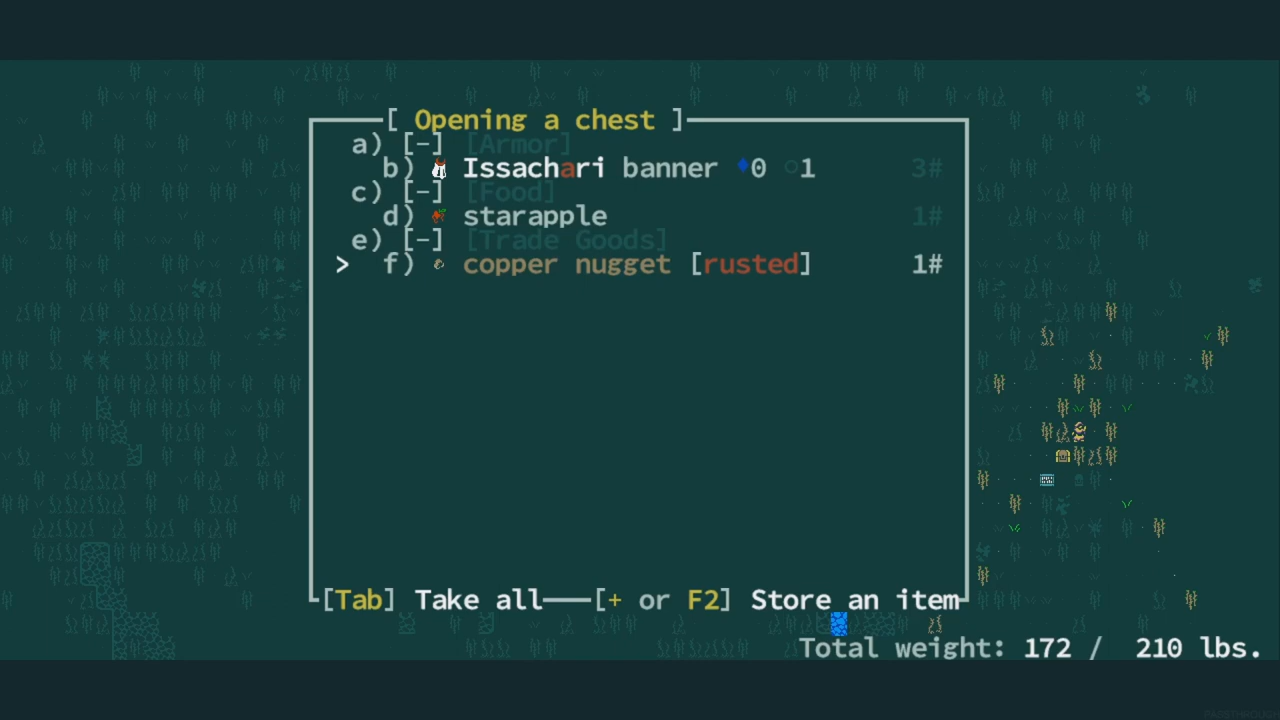 [ Opening a chest ]
a) [-] [Armor]
b) Issachari banner ♦0 ○1 3#
c) [-] [Food]
d) starapple 1#
e) [-] [Trade Goods]
> f) copper nugget [rusted] 1#
[Tab] Take all [+ or F2] Store an item
Total weight: 172 / 210 lbs.